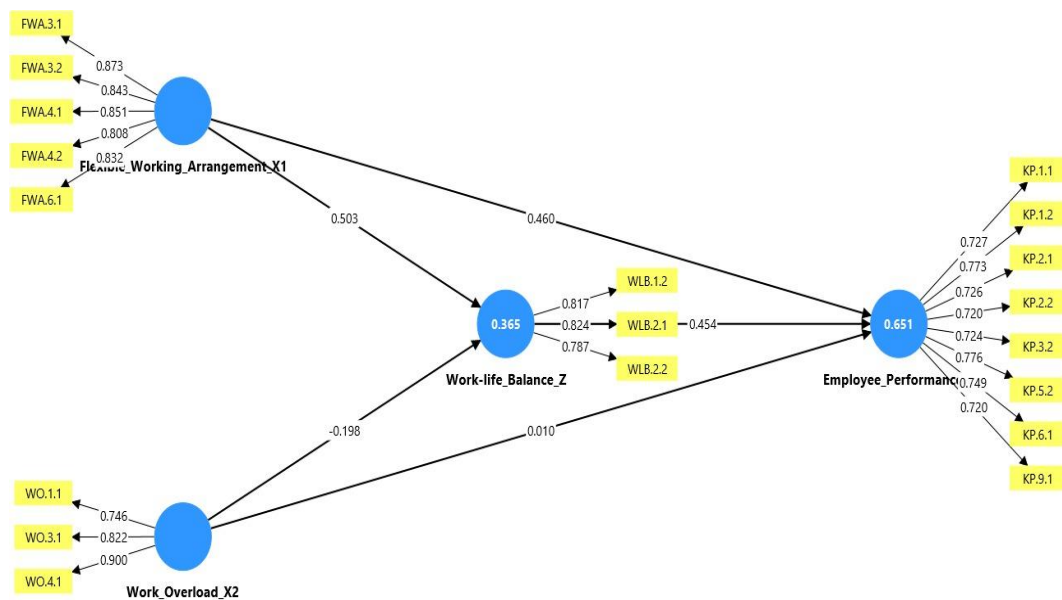 FWA.3.1
FWA.3.2
FWA.4.1
FWA.4.2
FWA.6.1
0.873
0.843
0.851
0.808
0.832
Flexible_Working_Arrangement_X1
0.503
0.460
KP.1.1
KP.1.2
KP.2.1
KP.2.2
KP.3.2
KP.5.2
KP.6.1
KP.9.1
0.727
0.773
0.726
0.720
0.724
0.776
0.749
0.720
0.651
0.365
0.817
0.824
0.787
WLB.1.2
WLB.2.1
WLB.2.2
0.454
Work-life_Balance_Z
-0.198
0.010
WO.1.1
WO.3.1
WO.4.1
0.746
0.822
0.900
Work_Overload_X2